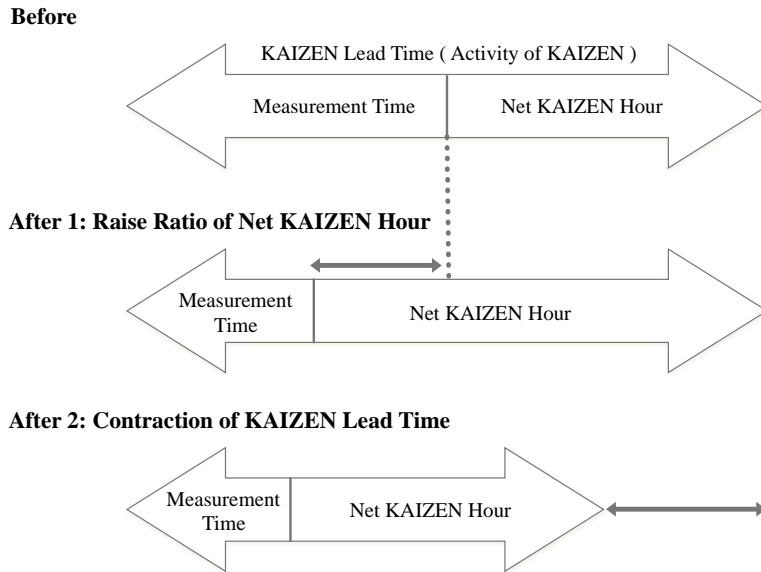 Before
KAIZEN Lead Time ( Activity of KAIZEN )
Measurement Time
Net KAIZEN Hour
After 1: Raise Ratio of Net KAIZEN Hour
Measurement
Time
Net KAIZEN Hour
After 2: Contraction of KAIZEN Lead Time
Measurement
Time
Net KAIZEN Hour